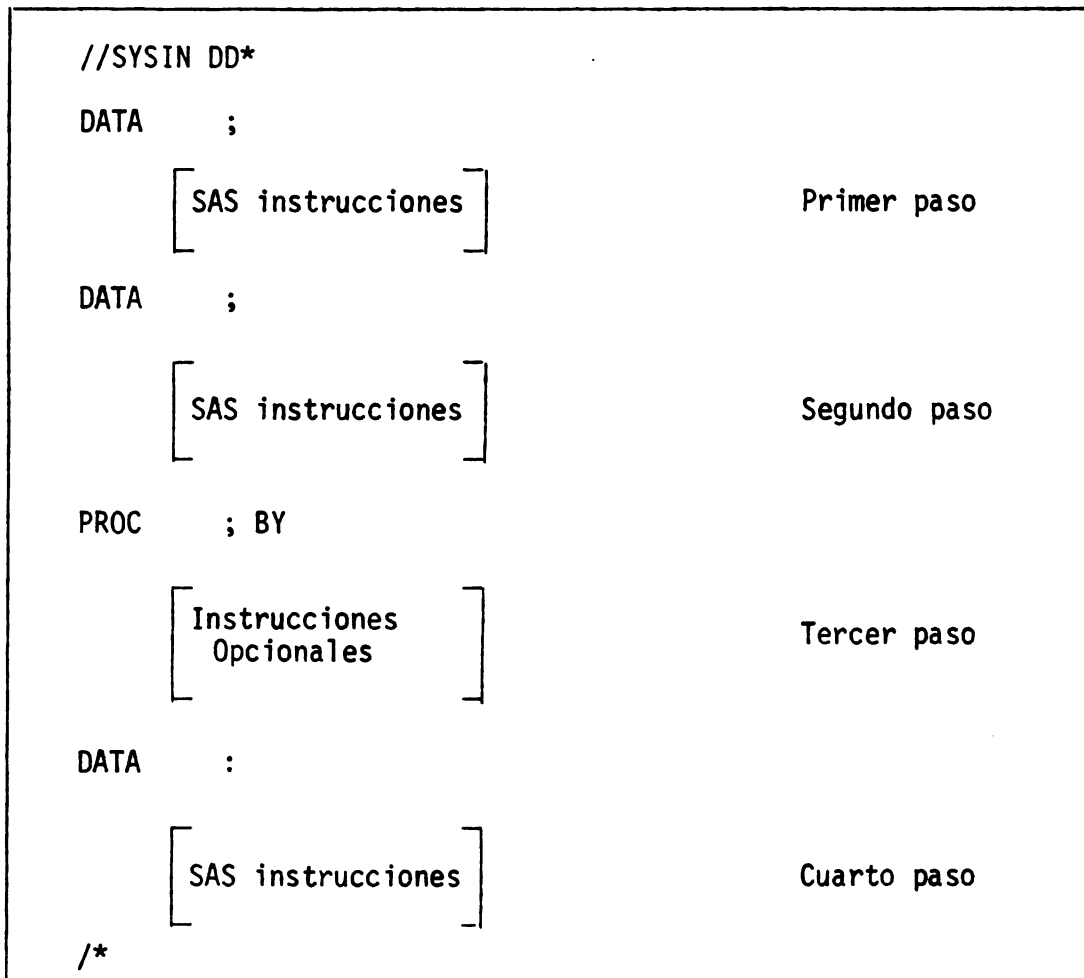 //SYSIN DD*
DATA ;
SAS instrucciones Primer paso
DATA ;
SAS instrucciones Segundo paso
PROC ; BY
Instrucciones
Opcionales Tercer paso
DATA :
SAS instrucciones Cuarto paso
/*